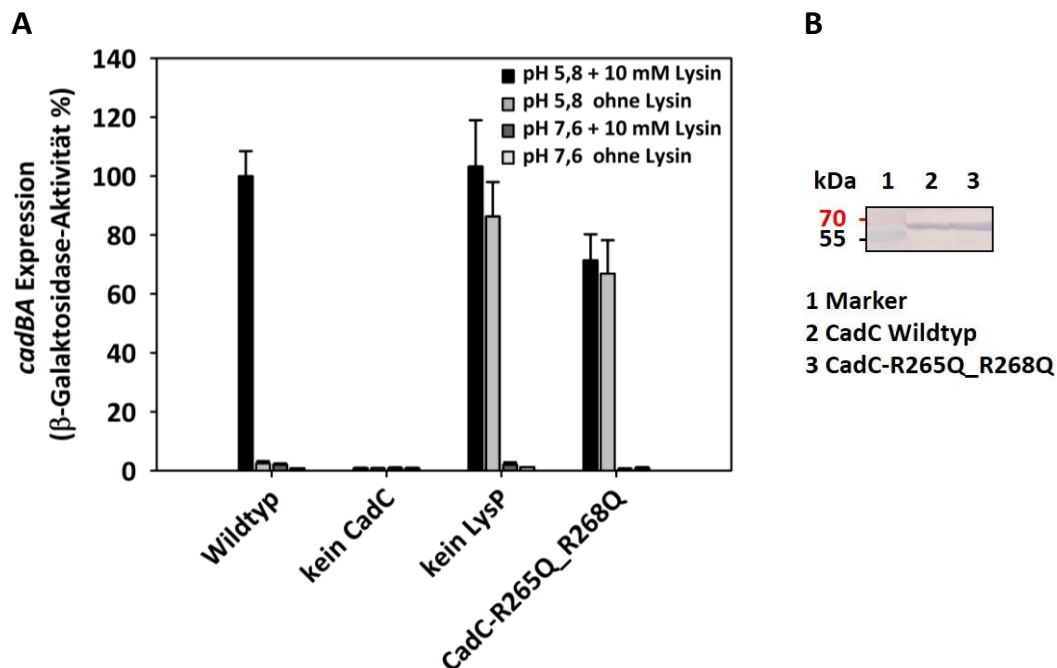 A
cadBA Expression
(β-Galaktosidase-Aktivität %)
140
120
100
80
60
40
20
0
pH 5,8 + 10 mM Lysin
pH 5,8 ohne Lysin
pH 7,6 + 10 mM Lysin
pH 7,6 ohne Lysin
Wildtyp
kein CadC
kein LysP
CadC-R265Q_R268Q
B
kDa 1 2 3
70 -
55 -
1 Marker
2 CadC Wildtyp
3 CadC-R265Q_R268Q